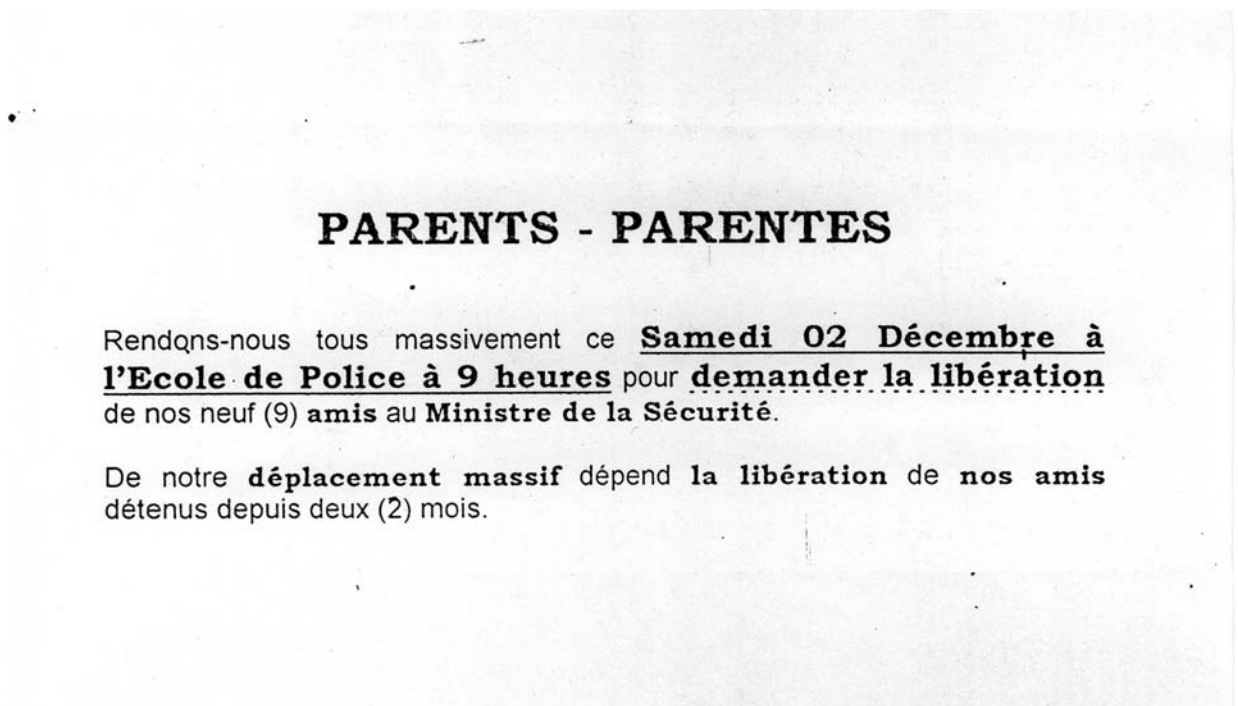 PARENTS - PARENTES
Rendons-nous tous massivement ce Samedi 02 Décembre à
l'Ecole de Police à 9 heures pour demander la libération
de nos neuf (9) amis au Ministre de la Sécurité.
De notre déplacement massif dépend la libération de nos amis
détenus depuis deux (2) mois.